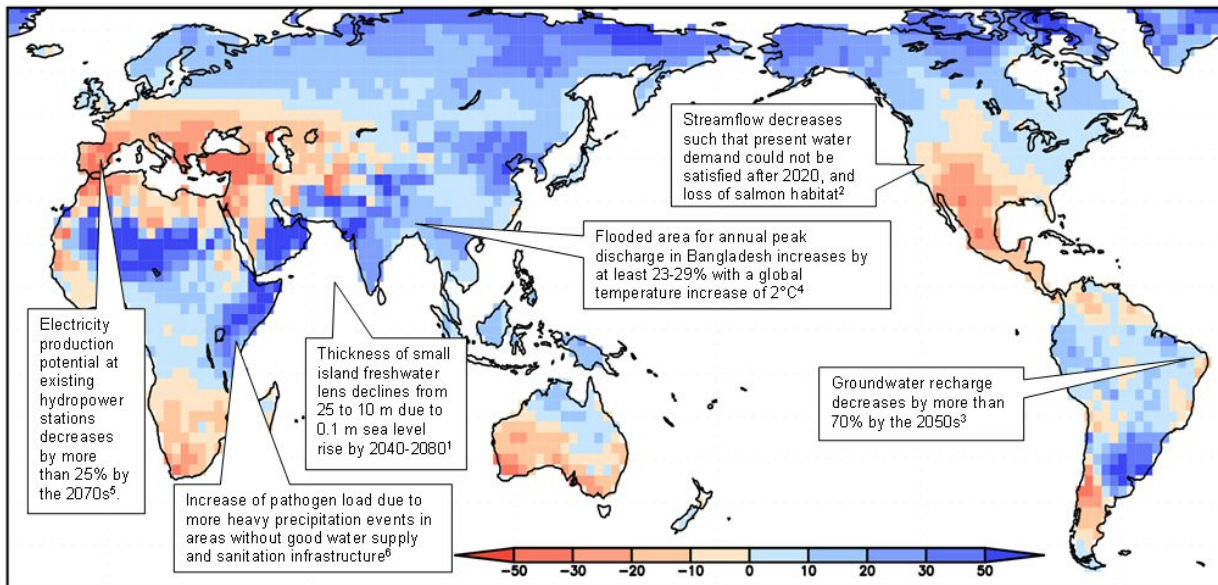 Streamflow decreases
such that present water
demand could not be
satisfied after 2020, and
loss of salmon habitat²
Flooded area for annual peak
discharge in Bangladesh increases by
at least 23-29% with a global
temperature increase of 2°C⁴
Electricity
production
potential at
existing
hydropower
stations
decreases
by more
than 25% by
the 2070s⁵.
Thickness of small
island freshwater
lens declines from
25 to 10 m due to
0.1 m sea level
rise by 2040-2080¹
Groundwater recharge
decreases by more than
70% by the 2050s³
Increase of pathogen load due to
more heavy precipitation events in
areas without good water supply
and sanitation infrastructure⁶
-50 -30 -20 -10 0 5 10 20 30 50